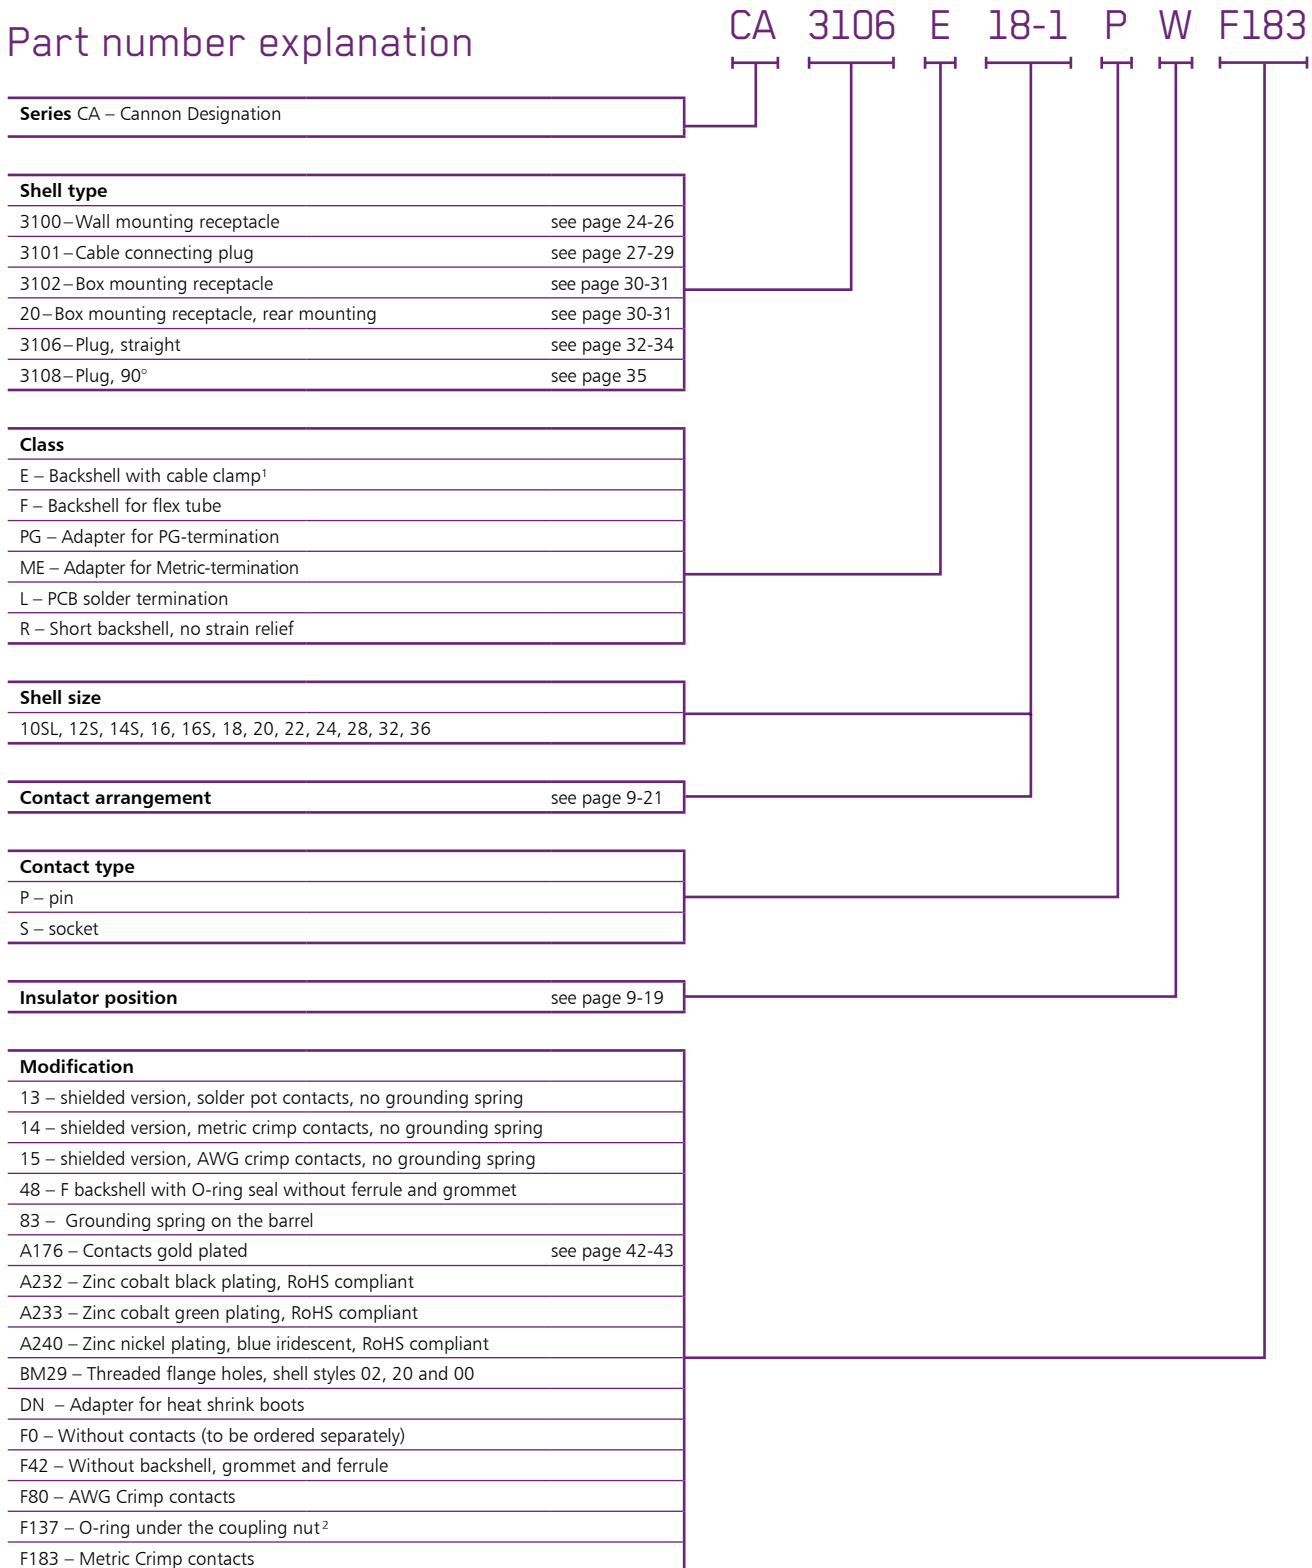 Part number explanation
CA 3106 E 18-1 P W F183
Series CA – Cannon Designation
Shell type
3100–Wall mounting receptacle see page 24-26
3101–Cable connecting plug see page 27-29
3102–Box mounting receptacle see page 30-31
20–Box mounting receptacle, rear mounting see page 30-31
3106–Plug, straight see page 32-34
3108–Plug, 90° see page 35
Class
E – Backshell with cable clamp¹
F – Backshell for flex tube
PG – Adapter for PG-termination
ME – Adapter for Metric-termination
L – PCB solder termination
R – Short backshell, no strain relief
Shell size
10SL, 12S, 14S, 16, 16S, 18, 20, 22, 24, 28, 32, 36
Contact arrangement see page 9-21
Contact type
P – pin
S – socket
Insulator position see page 9-19
Modification
13 – shielded version, solder pot contacts, no grounding spring
14 – shielded version, metric crimp contacts, no grounding spring
15 – shielded version, AWG crimp contacts, no grounding spring
48 – F backshell with O-ring seal without ferrule and grommet
83 – Grounding spring on the barrel
A176 – Contacts gold plated see page 42-43
A232 – Zinc cobalt black plating, RoHS compliant
A233 – Zinc cobalt green plating, RoHS compliant
A240 – Zinc nickel plating, blue iridescent, RoHS compliant
BM29 – Threaded flange holes, shell styles 02, 20 and 00
DN – Adapter for heat shrink boots
F0 – Without contacts (to be ordered separately)
F42 – Without backshell, grommet and ferrule
F80 – AWG Crimp contacts
F137 – O-ring under the coupling nut²
F183 – Metric Crimp contacts